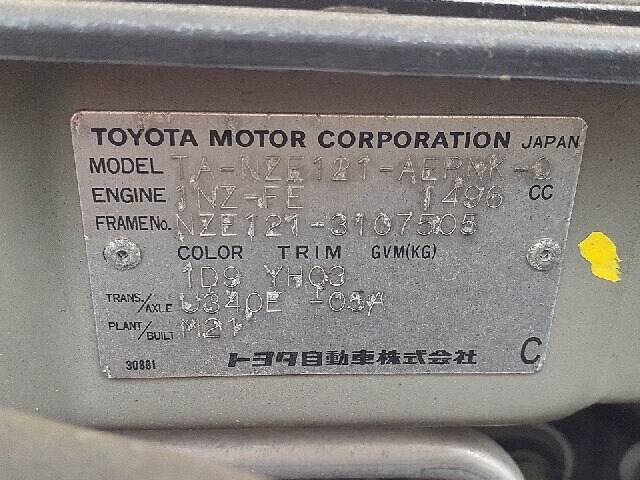 TOYOTA MOTOR CORPORATION JAPAN
MODEL TA-NZE121-AEPNK-Q
ENGINE 1NZ-FE 1496 CC
FRAME No. NZE121-3107505
COLOR TRIM GVM(KG)
1D9 YH03
TRANS./AXLE U340E -03A
PLANT/BUILT M21
トヨタ自動車株式会社
30881 C